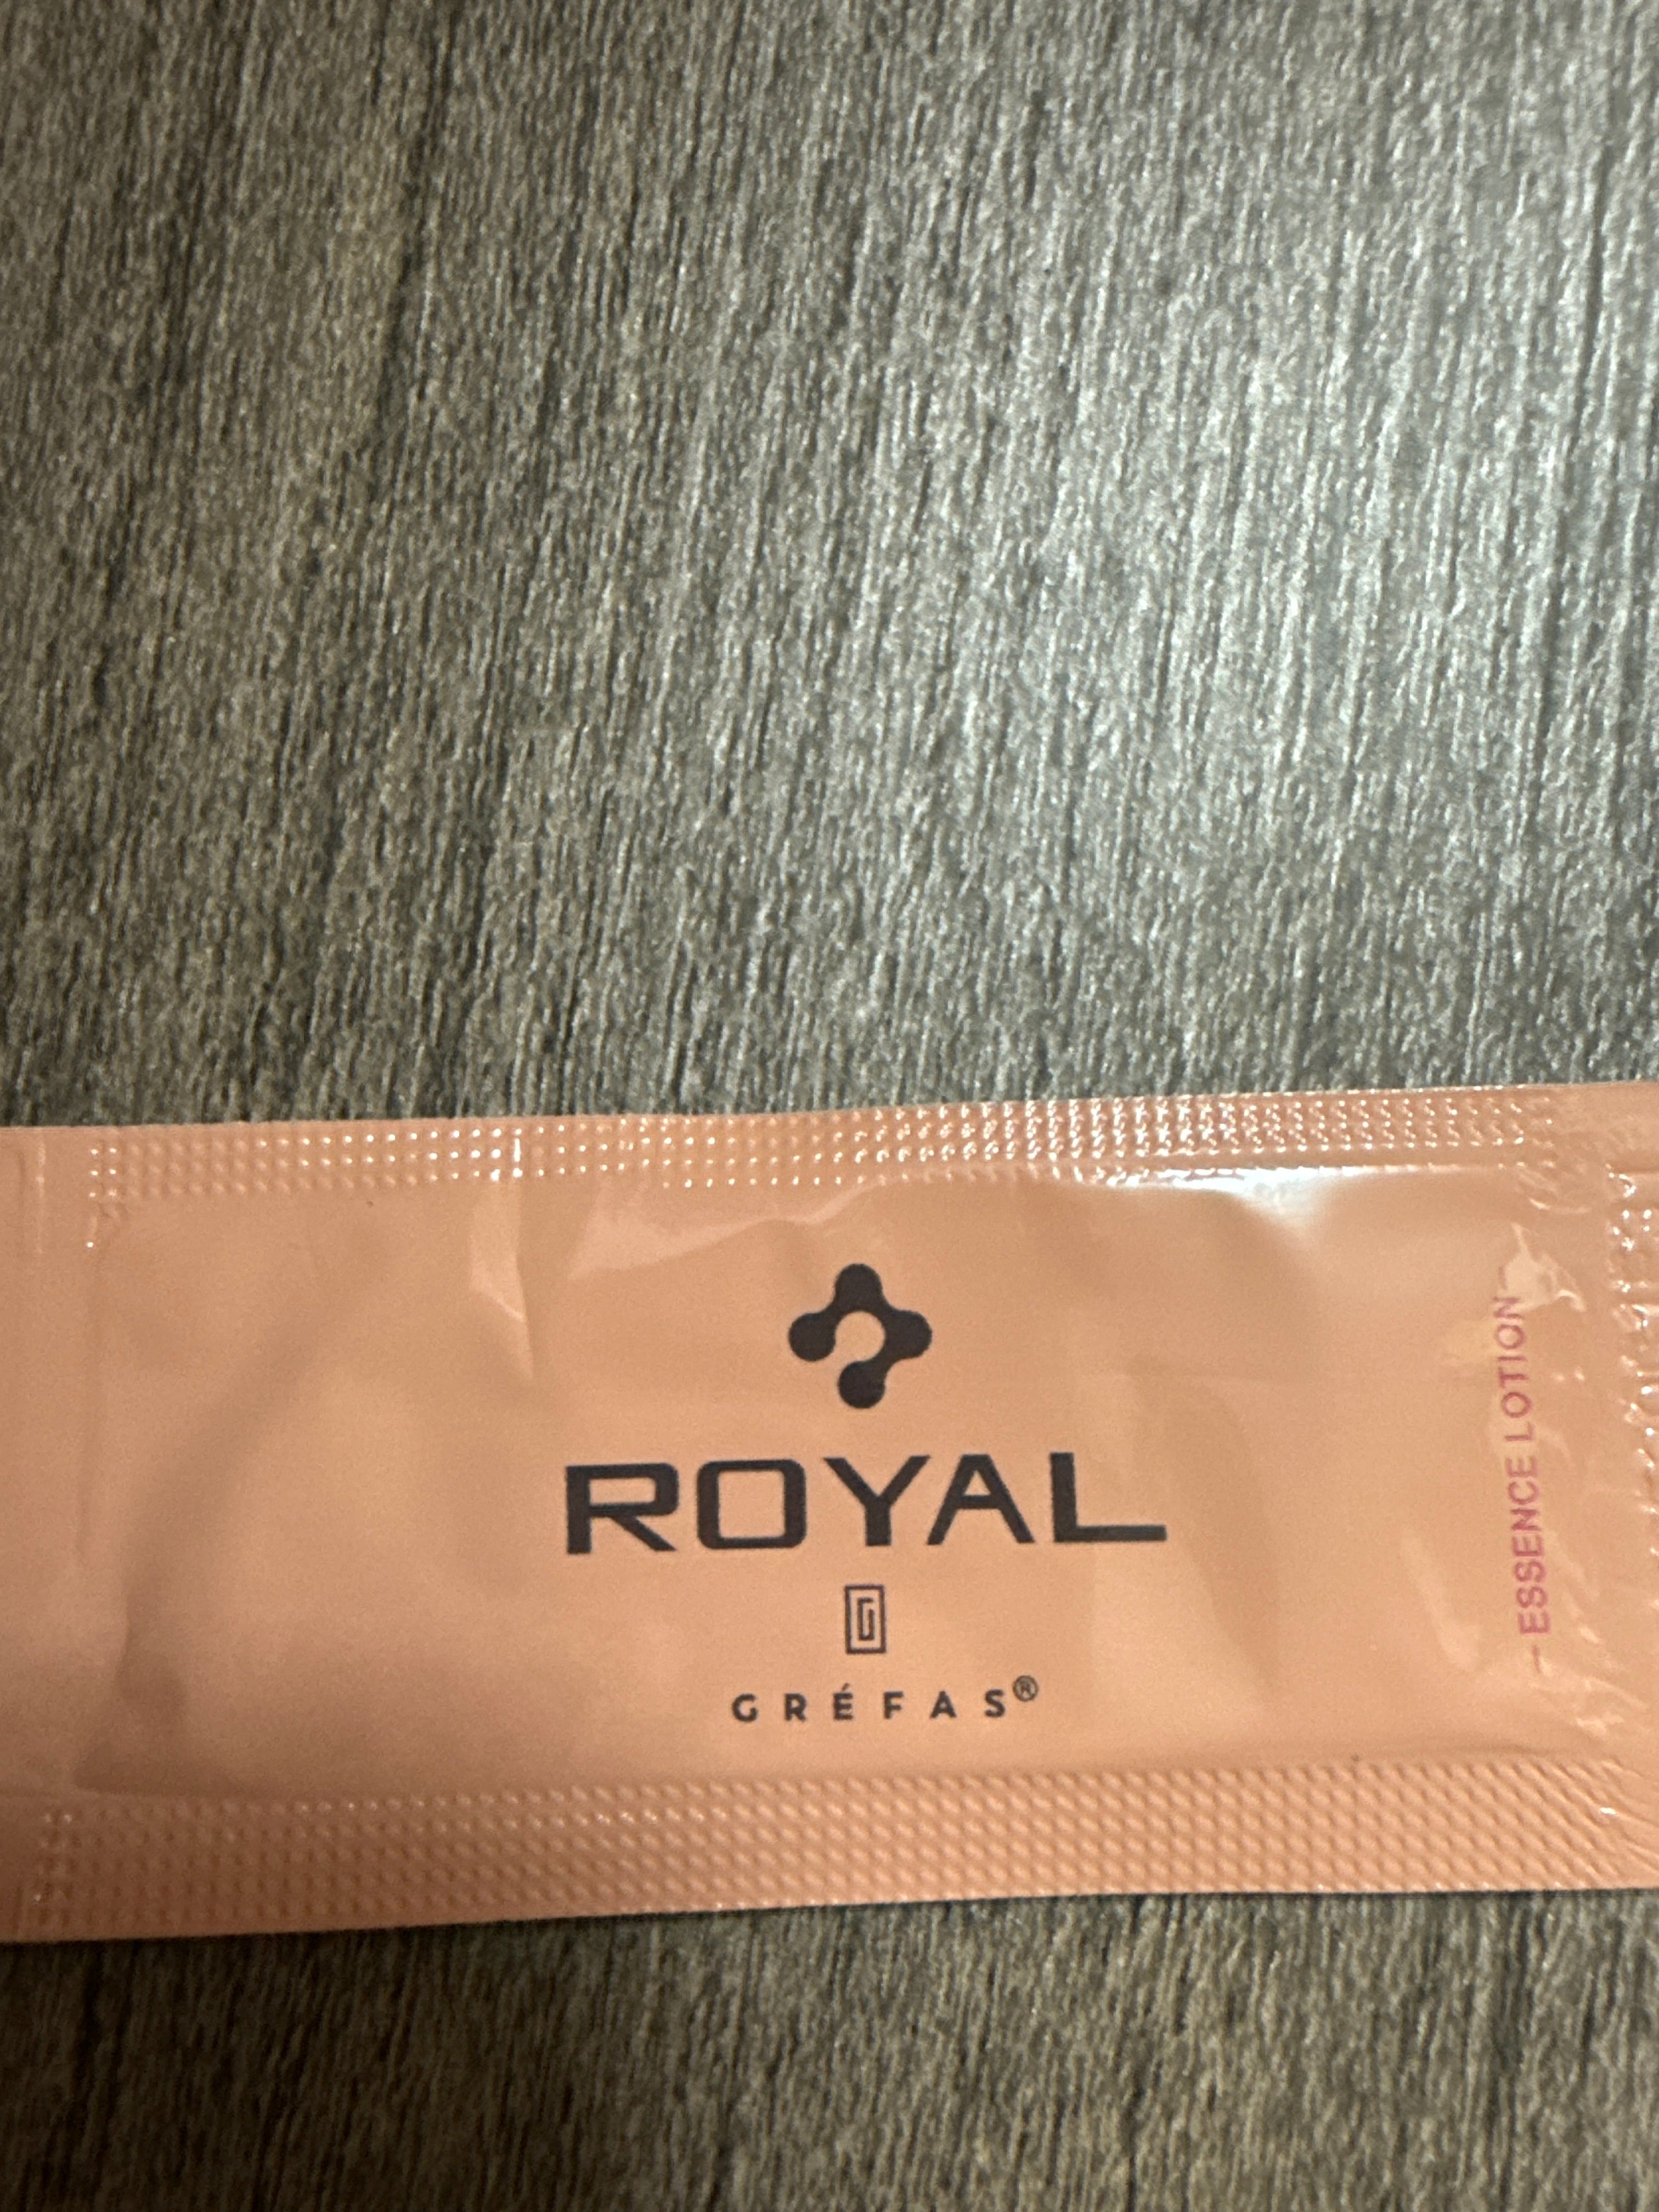 ROYAL
G
GRÉFAS®
ESSENCE LOTION